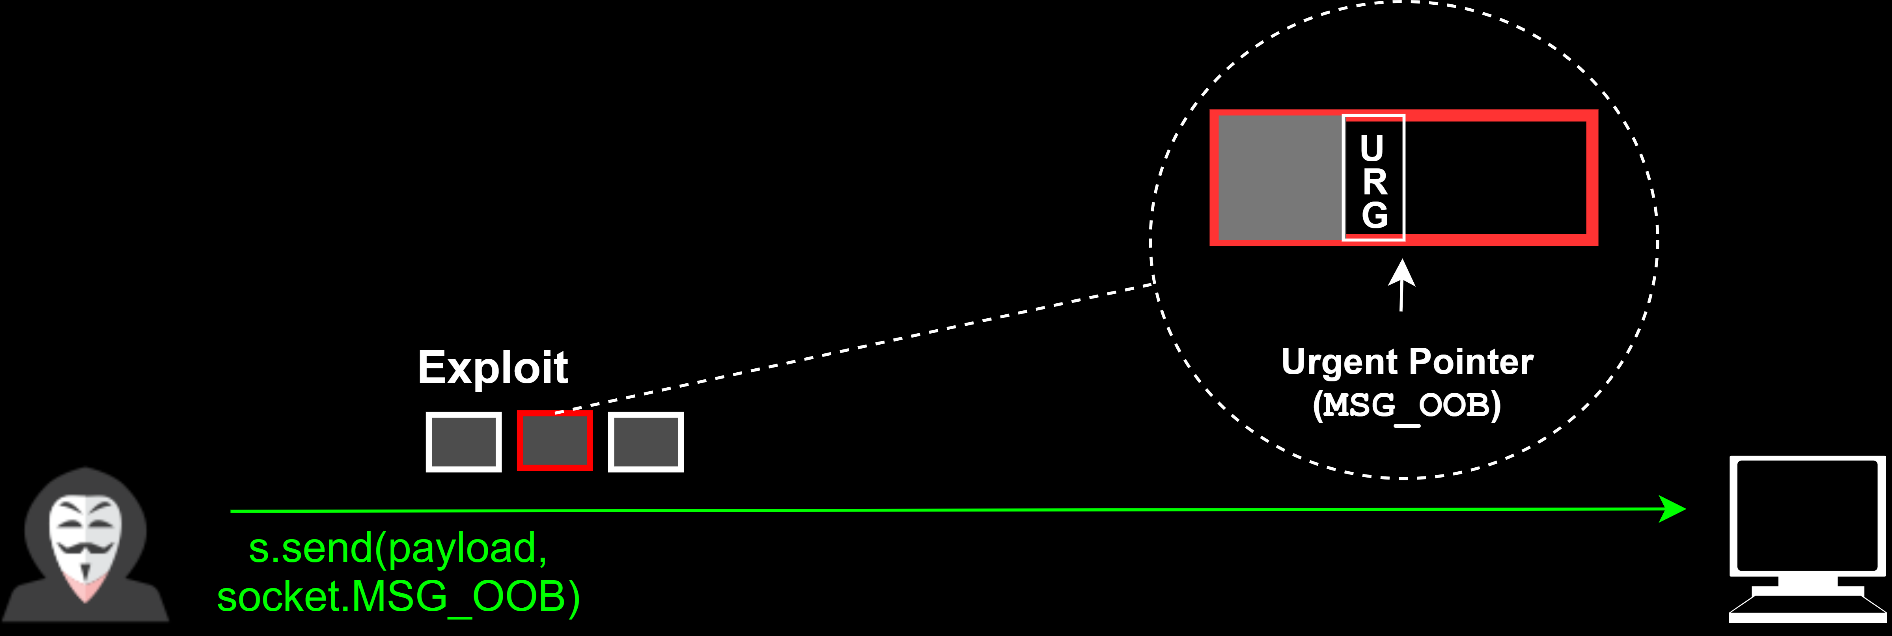 U
R
G
Urgent Pointer
(MSG_OOB)
Exploit
s.send(payload,
socket.MSG_OOB)